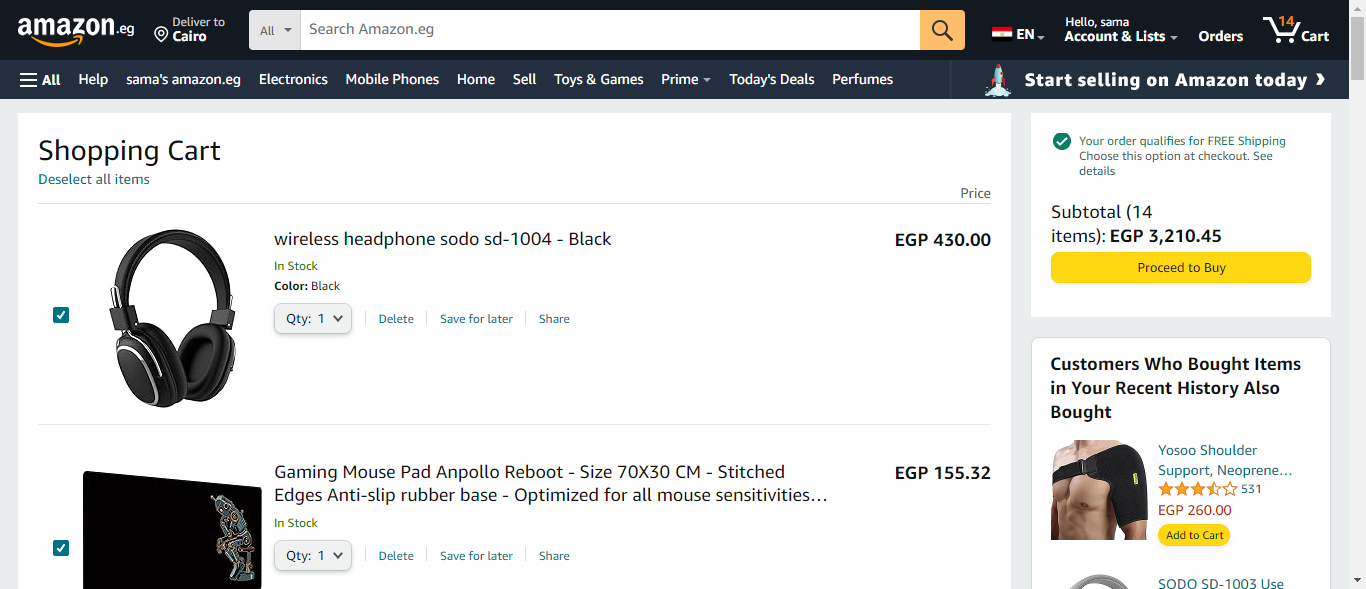 amazon.eg
Deliver to
Cairo
All
Search Amazon.eg
EN
Hello, sama
Account & Lists
Orders
14
Cart
All
Help
sama's amazon.eg
Electronics
Mobile Phones
Home
Sell
Toys & Games
Prime
Today's Deals
Perfumes
Start selling on Amazon today ❯
Shopping Cart
Deselect all items
Price
wireless headphone sodo sd-1004 - Black
EGP 430.00
In Stock
Color: Black
Qty: 1
Delete
Save for later
Share
Gaming Mouse Pad Anpollo Reboot - Size 70X30 CM - Stitched
Edges Anti-slip rubber base - Optimized for all mouse sensitivities…
EGP 155.32
In Stock
Qty: 1
Delete
Save for later
Share
Your order qualifies for FREE Shipping
Choose this option at checkout. See
details
Subtotal (14
items): EGP 3,210.45
Proceed to Buy
Customers Who Bought Items
in Your Recent History Also
Bought
Yosoo Shoulder
Support, Neoprene…
531
EGP 260.00
Add to Cart
SODO SD-1003 Use